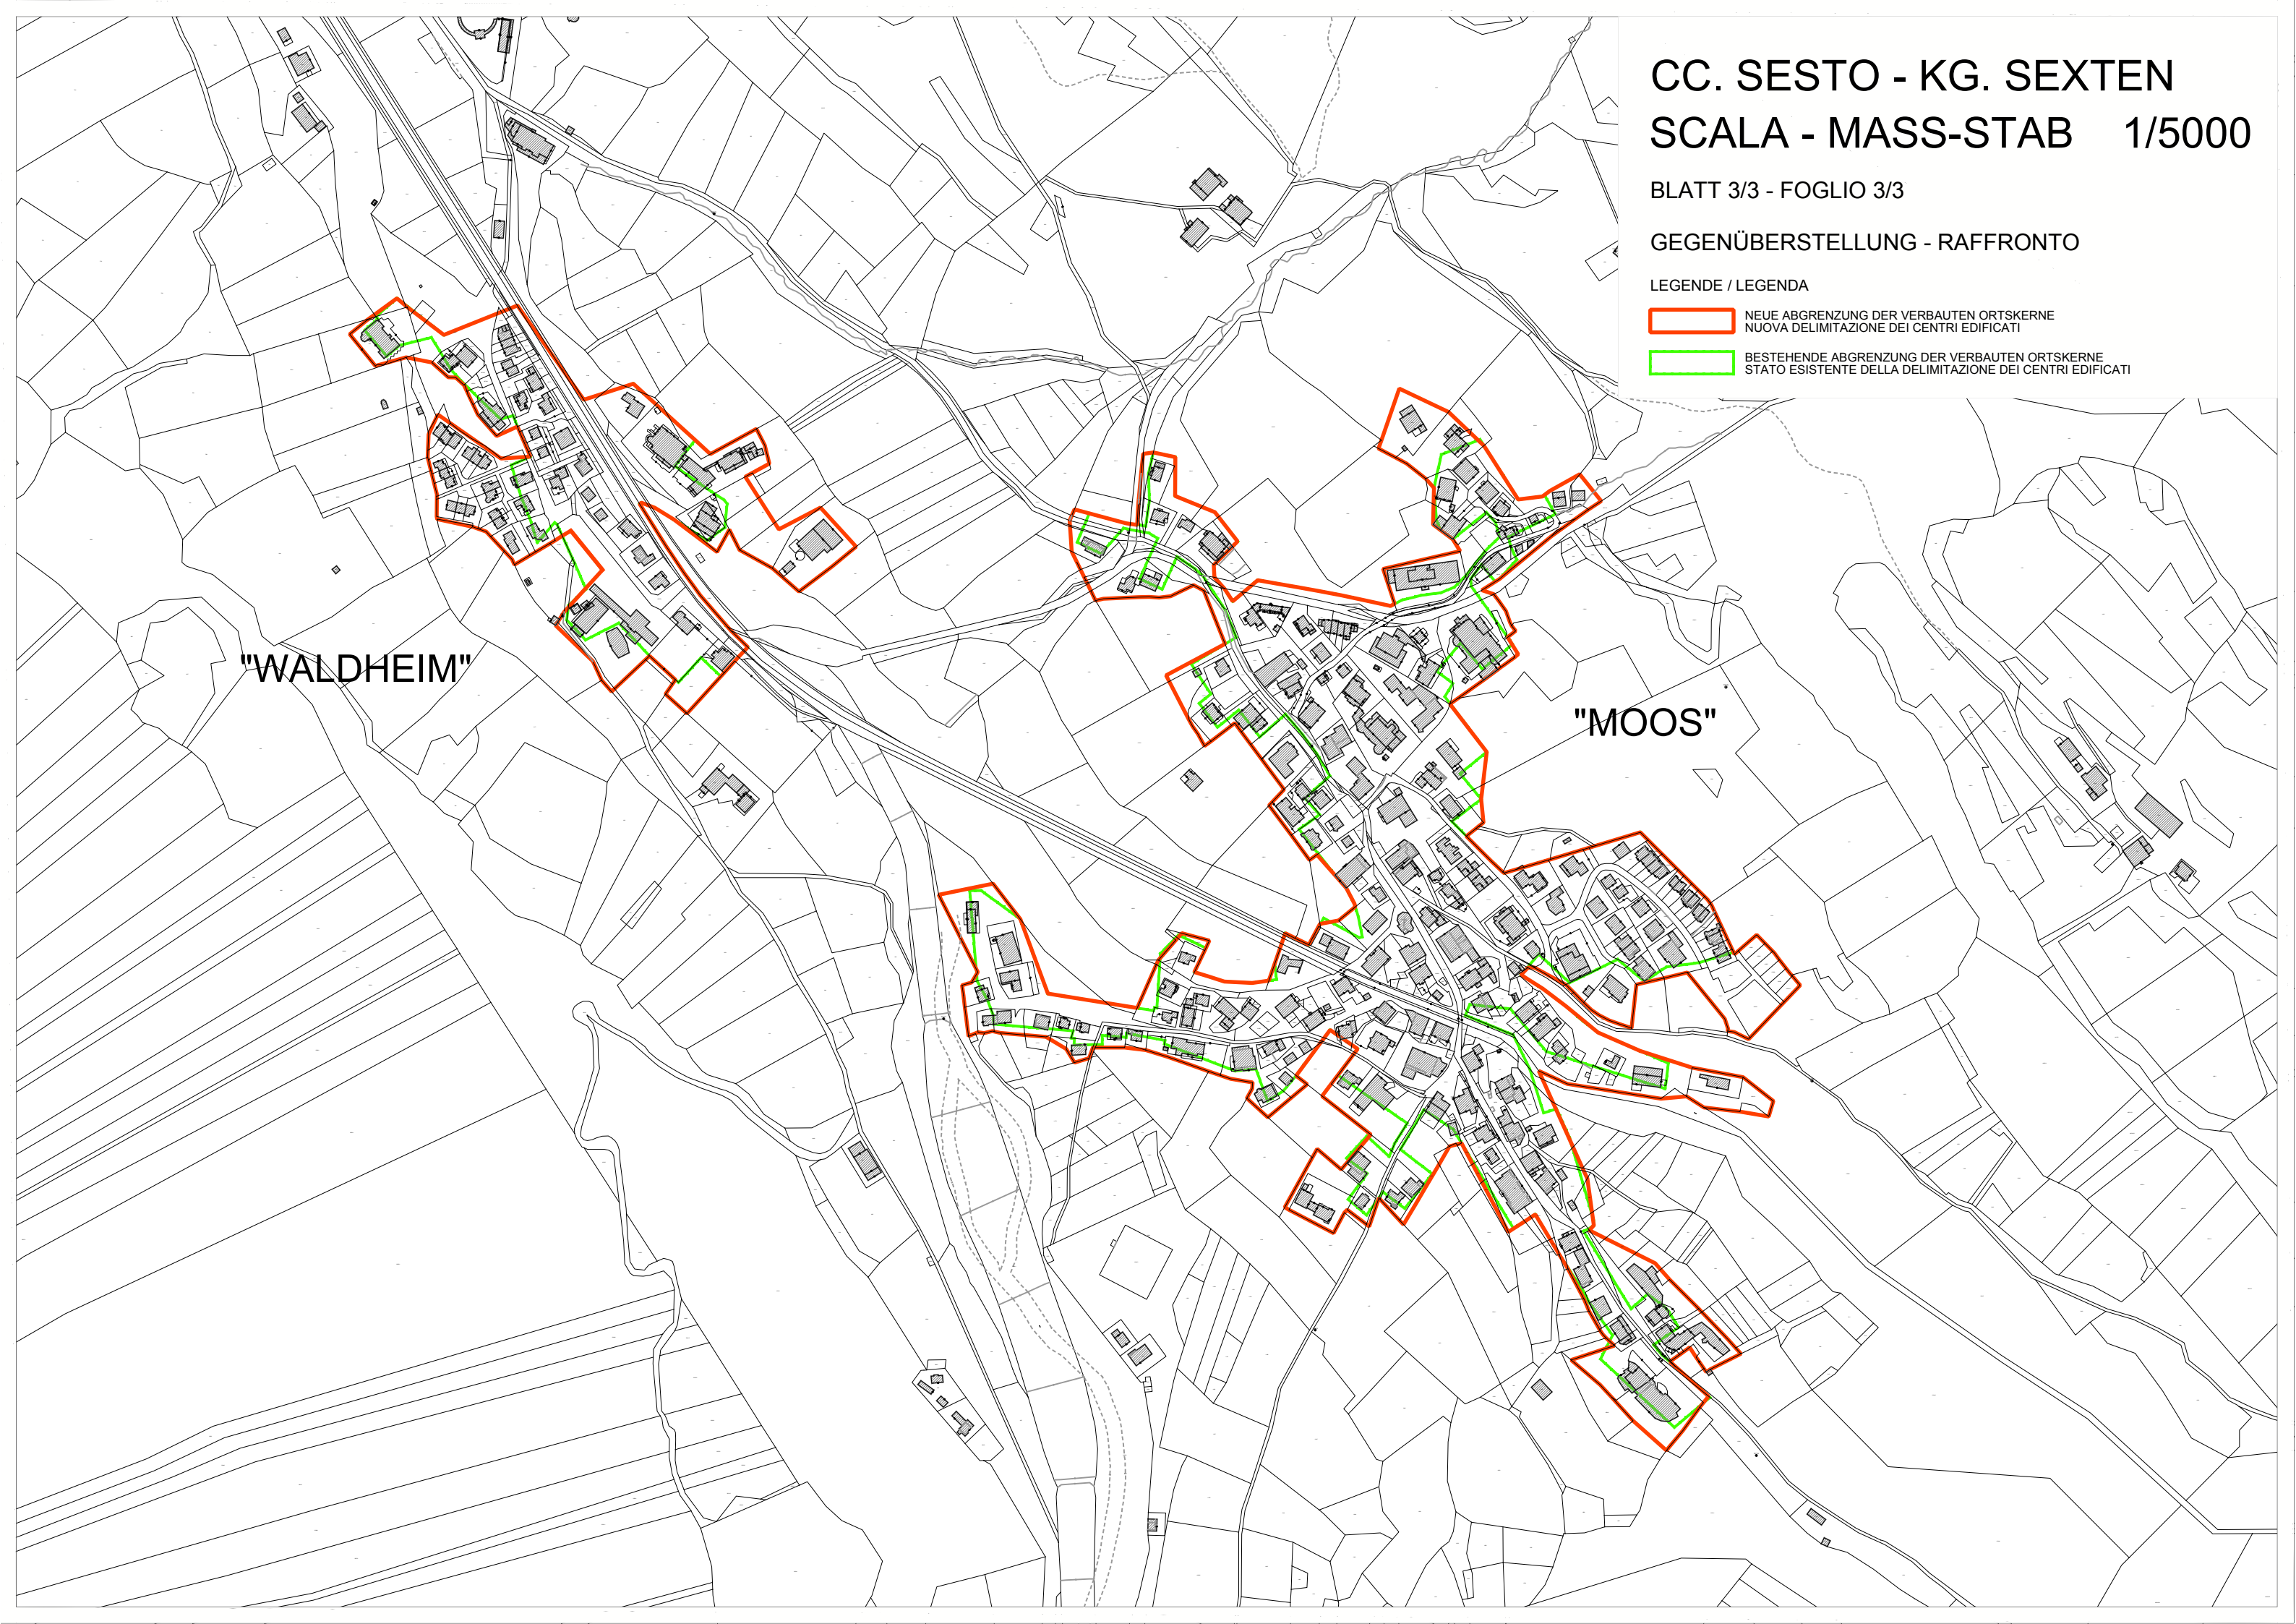 CC. SESTO - KG. SEXTEN
SCALA - MASS-STAB 1/5000
BLATT 3/3 - FOGLIO 3/3
GEGENÜBERSTELLUNG - RAFFRONTO
LEGENDE / LEGENDA
NEUE ABGRENZUNG DER VERBAUTEN ORTSKERNE
NUOVA DELIMITAZIONE DEI CENTRI EDIFICATI
BESTEHENDE ABGRENZUNG DER VERBAUTEN ORTSKERNE
STATO ESISTENTE DELLA DELIMITAZIONE DEI CENTRI EDIFICATI
"WALDHEIM"
"MOOS"